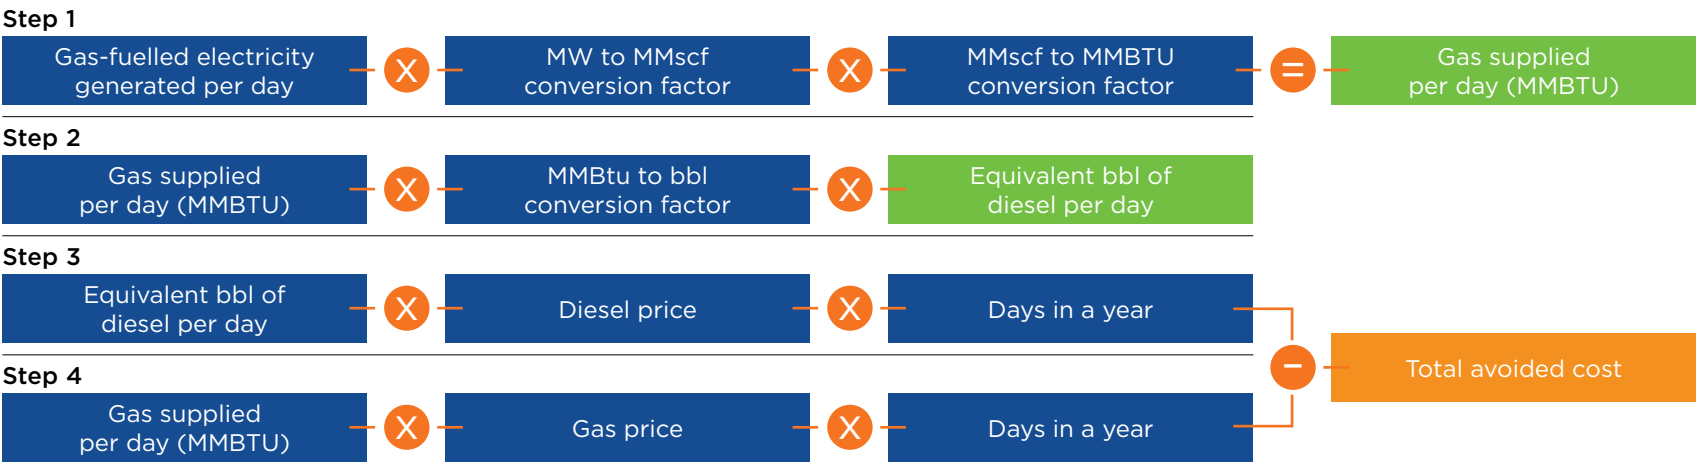 Step 1
Gas-fuelled electricity
generated per day
X
MW to MMscf
conversion factor
X
MMscf to MMBTU
conversion factor
=
Gas supplied
per day (MMBTU)
Step 2
Gas supplied
per day (MMBTU)
X
MMBtu to bbl
conversion factor
X
Equivalent bbl of
diesel per day
Step 3
Equivalent bbl of
diesel per day
X
Diesel price
X
Days in a year
–
Total avoided cost
Step 4
Gas supplied
per day (MMBTU)
X
Gas price
X
Days in a year